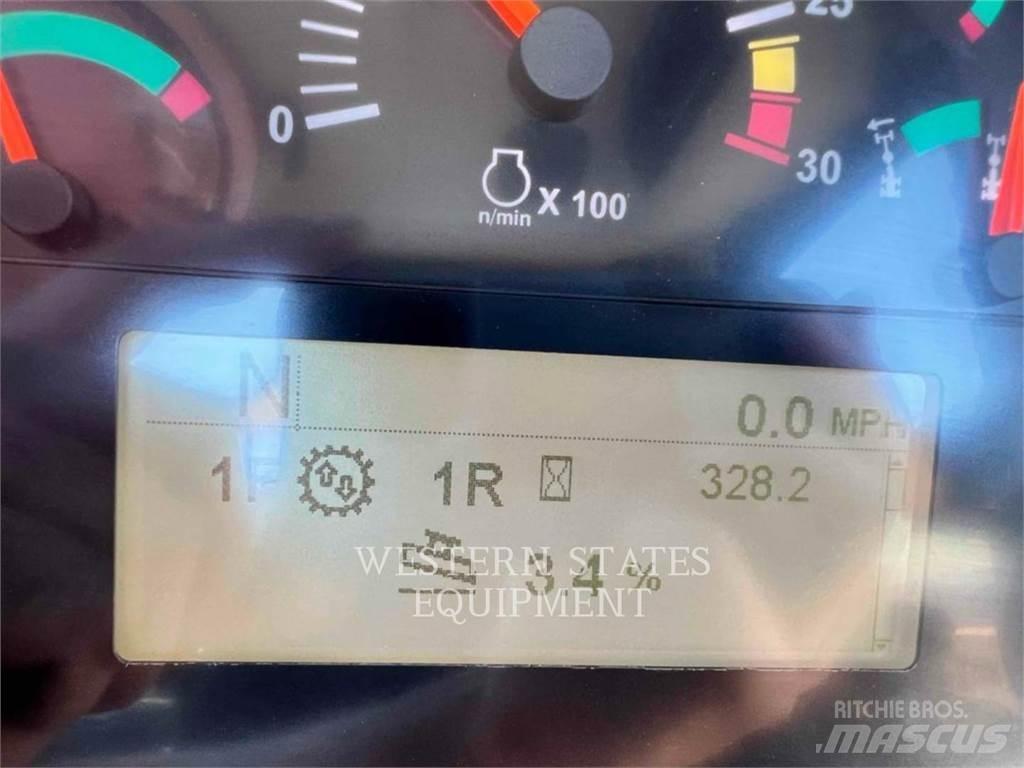 25
0
30
n/min X 100
N
0.0 MPH
1F 1R 328.2
3.4 %
WESTERN STATES
EQUIPMENT
RITCHIE BROS.
MASCUS